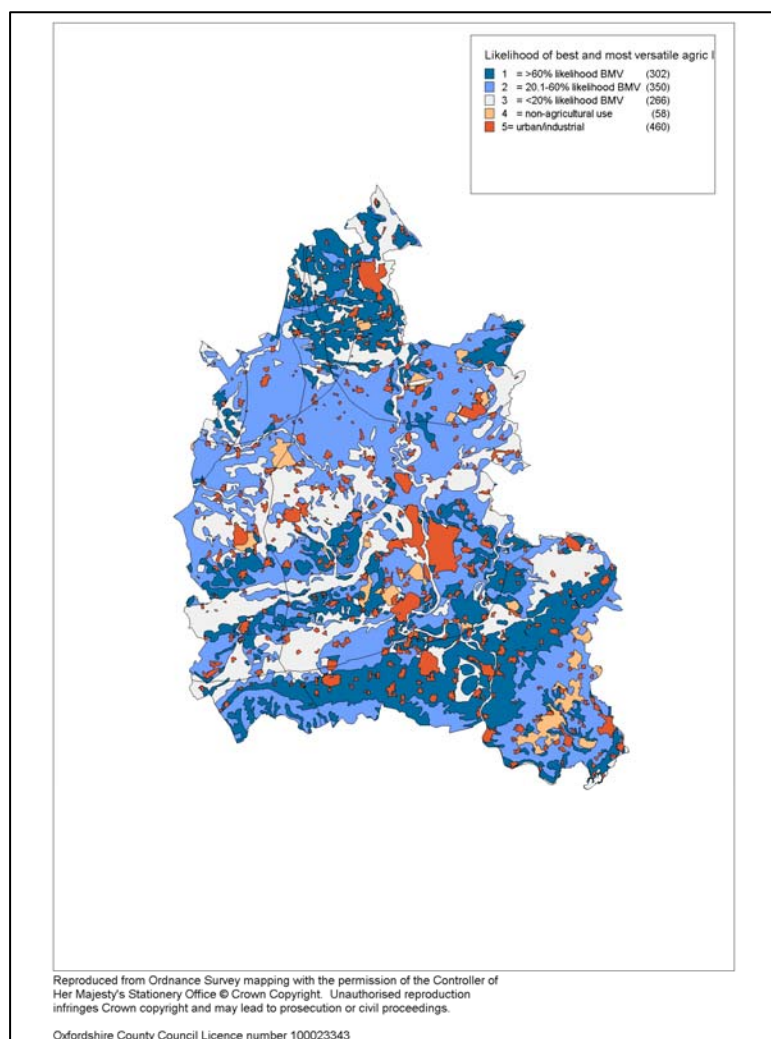 Likelihood of best and most versatile agric l
1 = >60% likelihood BMV (302)
2 = 20.1-60% likelihood BMV (350)
3 = <20% likelihood BMV (266)
4 = non-agricultural use (58)
5= urban/industrial (460)
Reproduced from Ordnance Survey mapping with the permission of the Controller of
Her Majesty's Stationery Office © Crown Copyright. Unauthorised reproduction
infringes Crown copyright and may lead to prosecution or civil proceedings.
Oxfordshire County Council Licence number 100023343